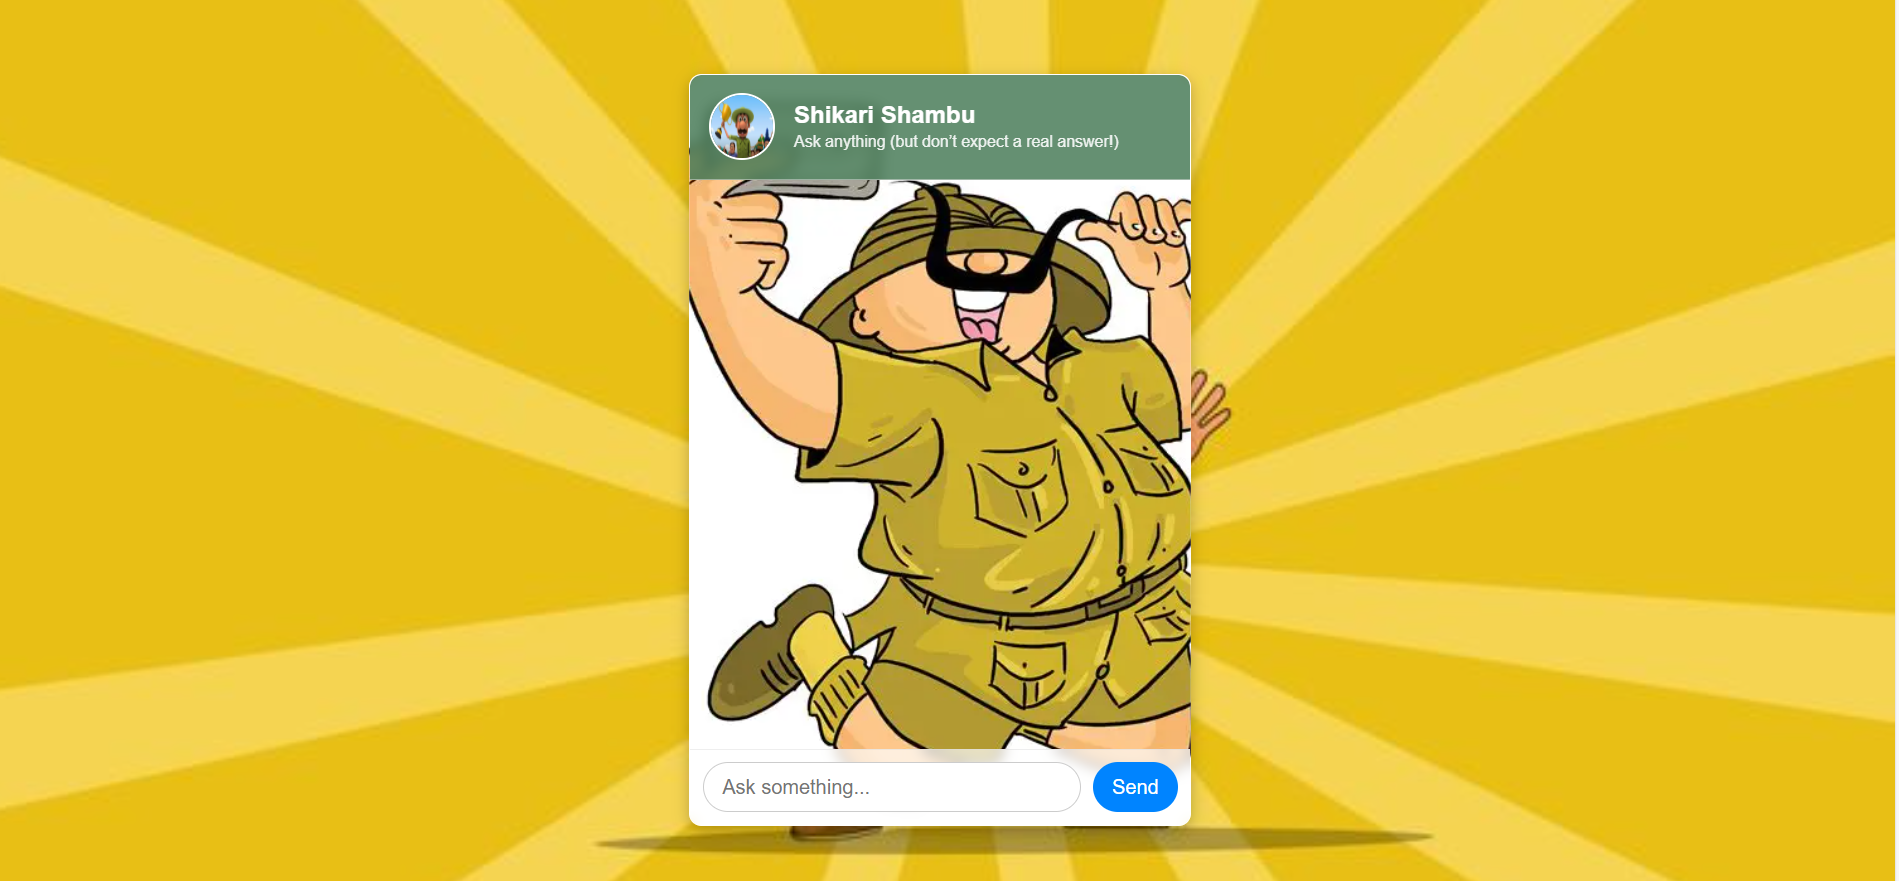 Shikari Shambu
Ask anything (but don’t expect a real answer!)
Ask something...
Send